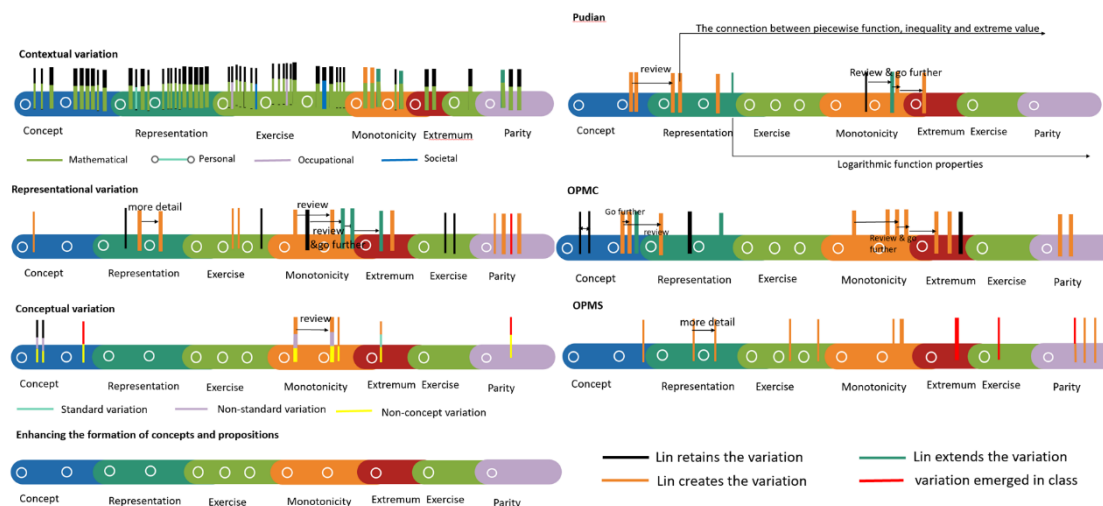 Contextual variation
Concept
Representation
Exercise
Monotonicity
Extremum
Parity
Mathematical
Personal
Occupational
Societal
Representational variation
more detail
review
review
&go further
Concept
Representation
Exercise
Monotonicity
Extremum
Exercise
Parity
Conceptual variation
review
Concept
Representation
Exercise
Monotonicity
Extremum
Exercise
Parity
Standard variation
Non-standard variation
Non-concept variation
Enhancing the formation of concepts and propositions
Concept
Representation
Exercise
Monotonicity
Extremum
Exercise
Parity
Pudian
The connection between piecewise function, inequality and extreme value
review
Review & go further
Concept
Representation
Exercise
Monotonicity
Extremum
Exercise
Parity
Logarithmic function properties
OPMC
Go further
review
Review & go
further
Concept
Representation
Exercise
Monotonicity
Extremum
Exercise
Parity
OPMS
more detail
Concept
Representation
Exercise
Monotonicity
Extremum
Exercise
Parity
Lin retains the variation
Lin extends the variation
Lin creates the variation
variation emerged in class